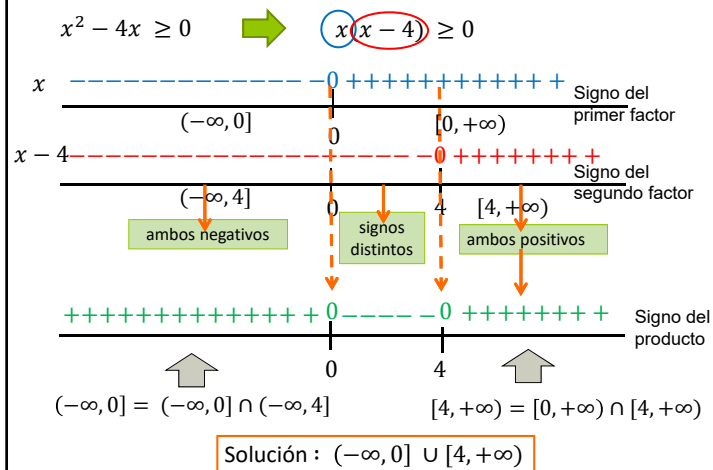 x² − 4x ≥ 0 x(x − 4) ≥ 0
x −−−−−−−−−−−−−−0++++++++++++ Signo del
primer factor
(−∞, 0] 0 [0, +∞)
x − 4 −−−−−−−−−−−−−−−−−−−−0++++++++ Signo del
segundo factor
(−∞, 4] 0 4 [4, +∞)
ambos negativos signos
distintos ambos positivos
+++++++++++++0−−−−−0+++++++ Signo del
producto
0 4
(−∞, 0] = (−∞, 0] ∩ (−∞, 4] [4, +∞) = [0, +∞) ∩ [4, +∞)
Solución : (−∞, 0] ∪ [4, +∞)